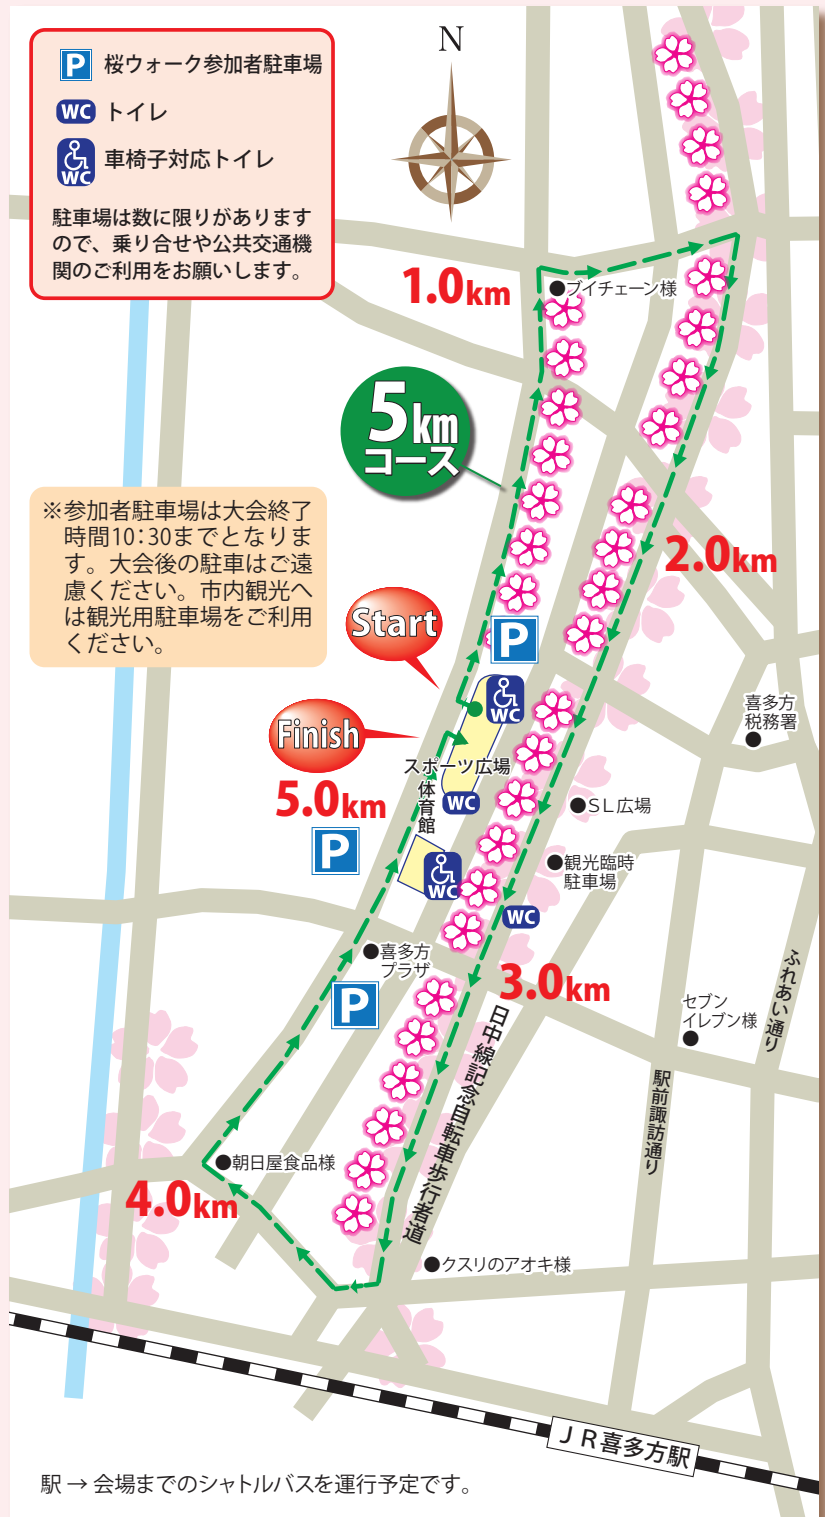 P 桜ウォーク参加者駐車場
WC トイレ
WC 車椅子対応トイレ
駐車場は数に限りがあります
ので、乗り合せや公共交通機
関のご利用をお願いします。
N
1.0km
ブイチェーン様
5km
コース
※参加者駐車場は大会終了
時間10:30までとなりま
す。大会後の駐車はご遠
慮ください。市内観光へ
は観光用駐車場をご利用
ください。
2.0km
Start
P
WC
Finish
喜多方
税務署
スポーツ広場
5.0km
体育館
WC
SL広場
P
WC
観光臨時
駐車場
WC
喜多方
プラザ
3.0km
P
セブン
イレブン様
ふれあい通り
日中線記念自転車歩行者道
駅前諏訪通り
朝日屋食品様
4.0km
クスリのアオキ様
JR喜多方駅
駅→会場までのシャトルバスを運行予定です。